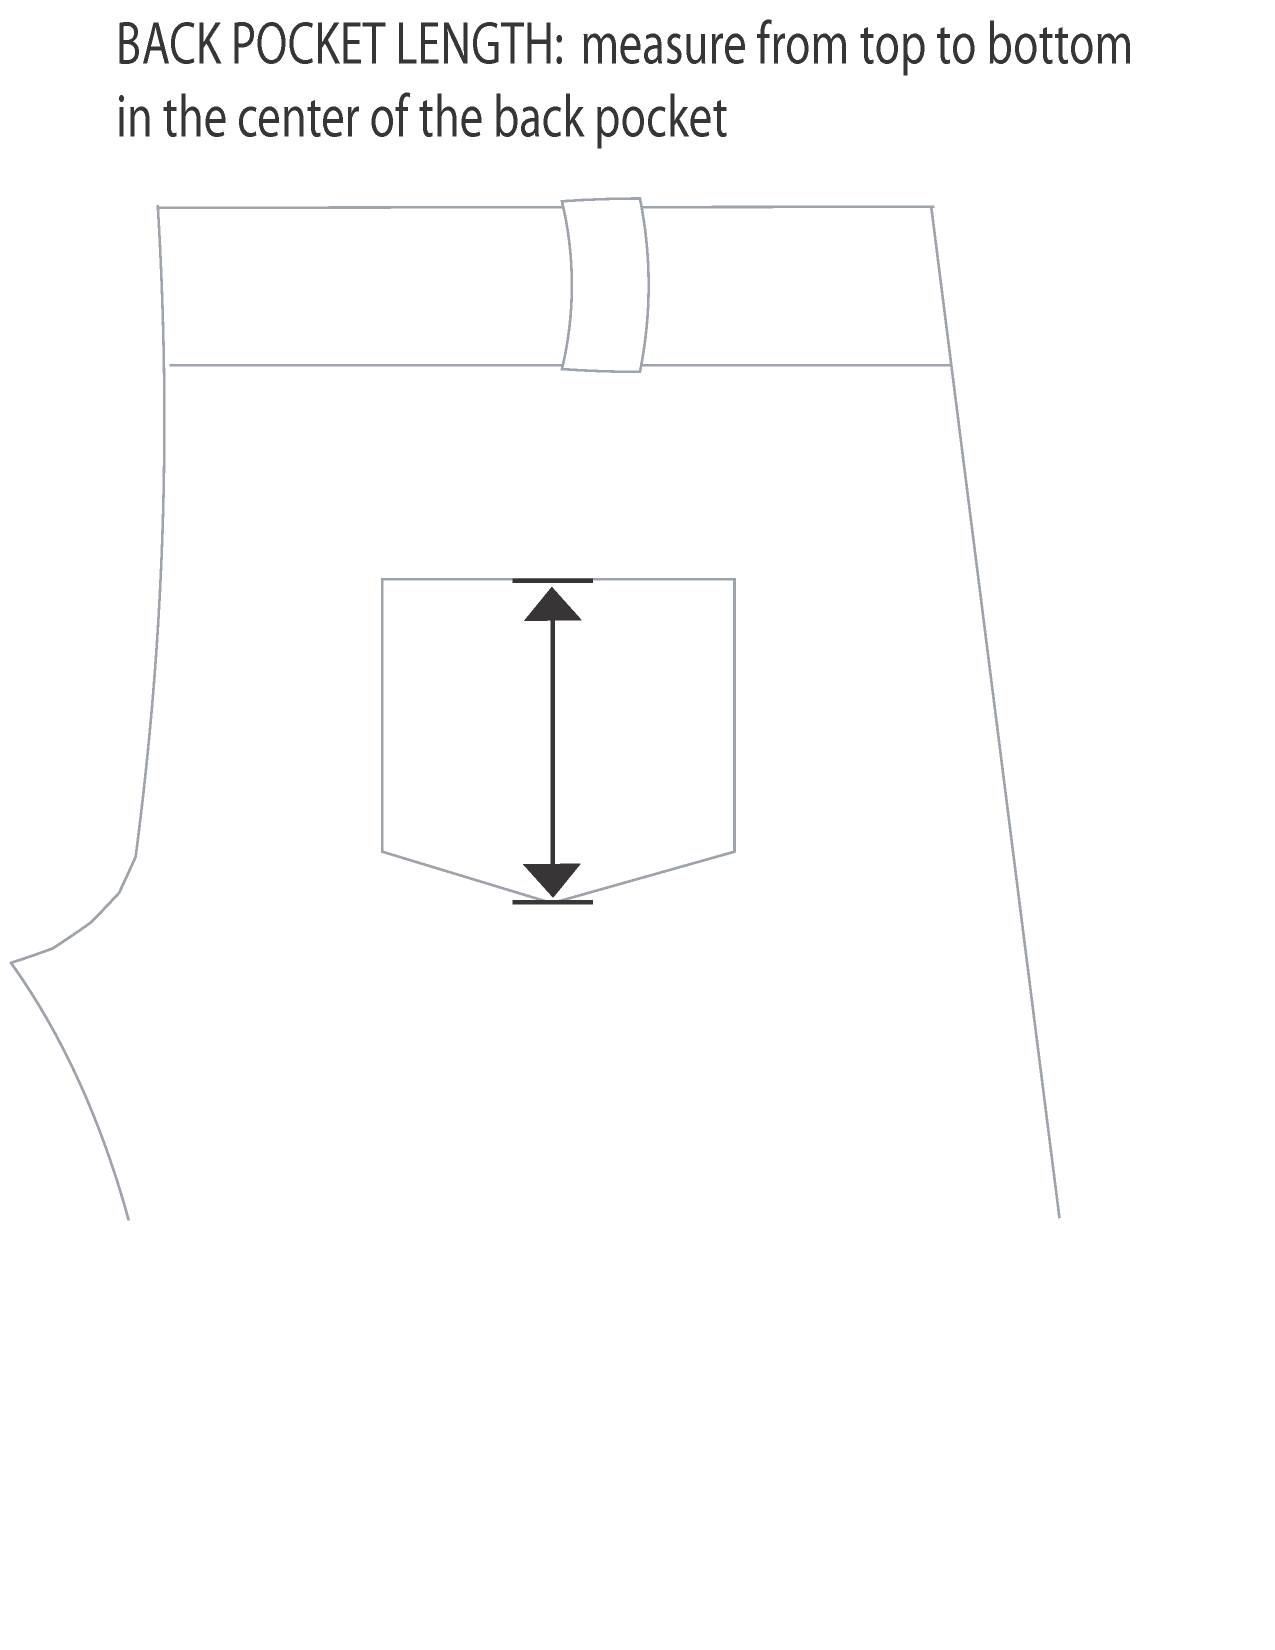 BACK POCKET LENGTH: measure from top to bottom
in the center of the back pocket